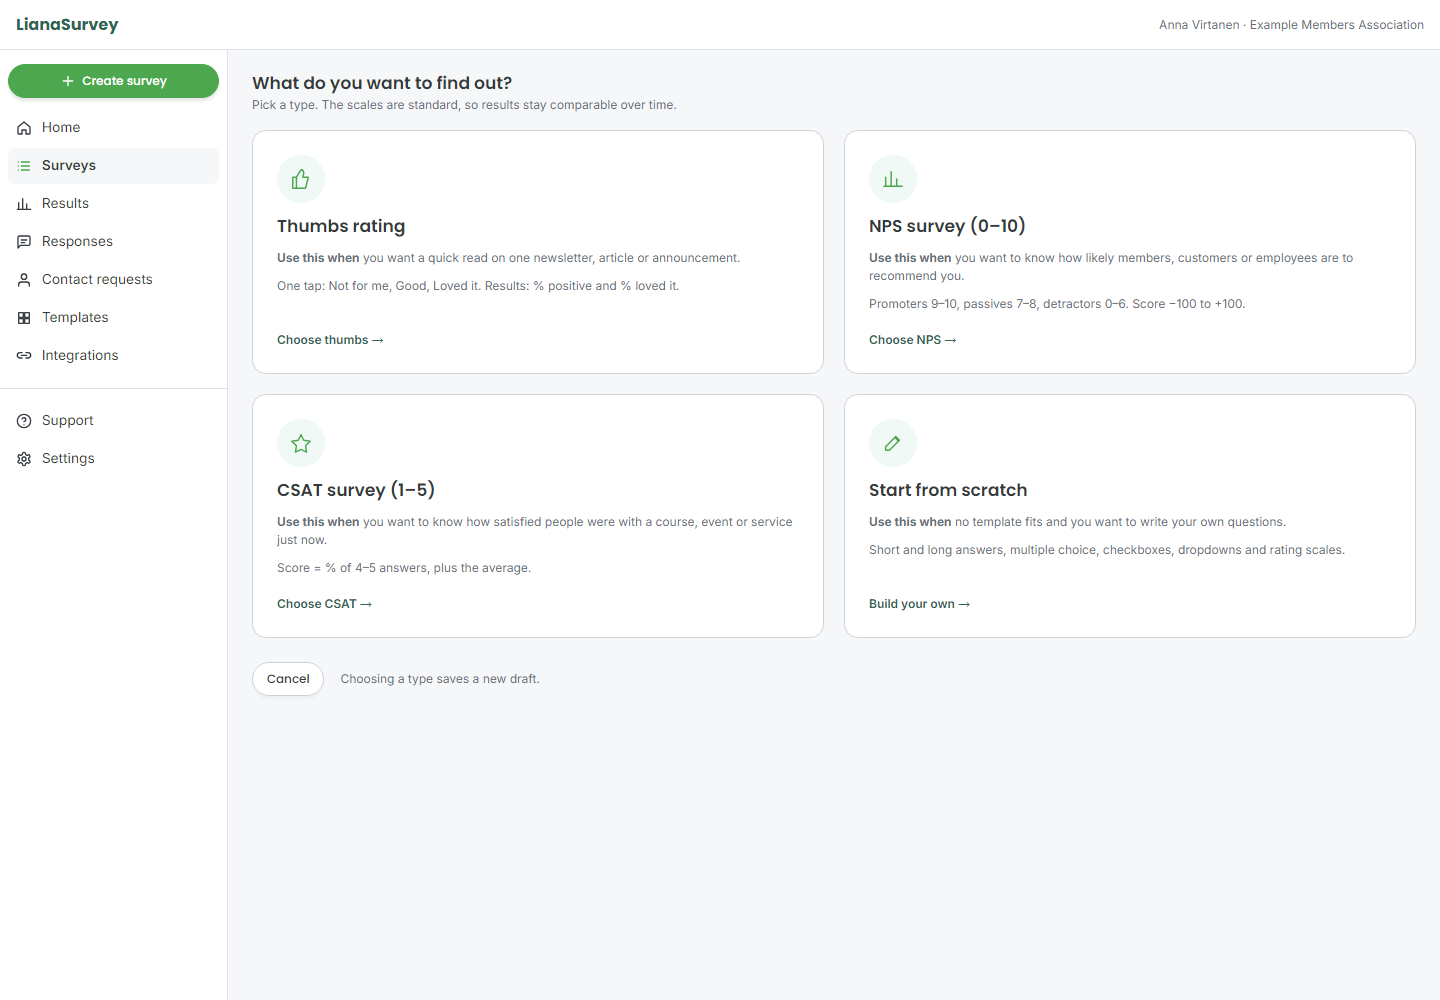 LianaSurvey
Anna Virtanen · Example Members Association
Create survey
Home
Surveys
Results
Responses
Contact requests
Templates
Integrations
Support
Settings
What do you want to find out?
Pick a type. The scales are standard, so results stay comparable over time.
Thumbs rating
Use this when you want a quick read on one newsletter, article or announcement.
One tap: Not for me, Good, Loved it. Results: % positive and % loved it.
Choose thumbs →
NPS survey (0–10)
Use this when you want to know how likely members, customers or employees are to
recommend you.
Promoters 9–10, passives 7–8, detractors 0–6. Score −100 to +100.
Choose NPS →
CSAT survey (1–5)
Use this when you want to know how satisfied people were with a course, event or service
just now.
Score = % of 4–5 answers, plus the average.
Choose CSAT →
Start from scratch
Use this when no template fits and you want to write your own questions.
Short and long answers, multiple choice, checkboxes, dropdowns and rating scales.
Build your own →
Cancel
Choosing a type saves a new draft.